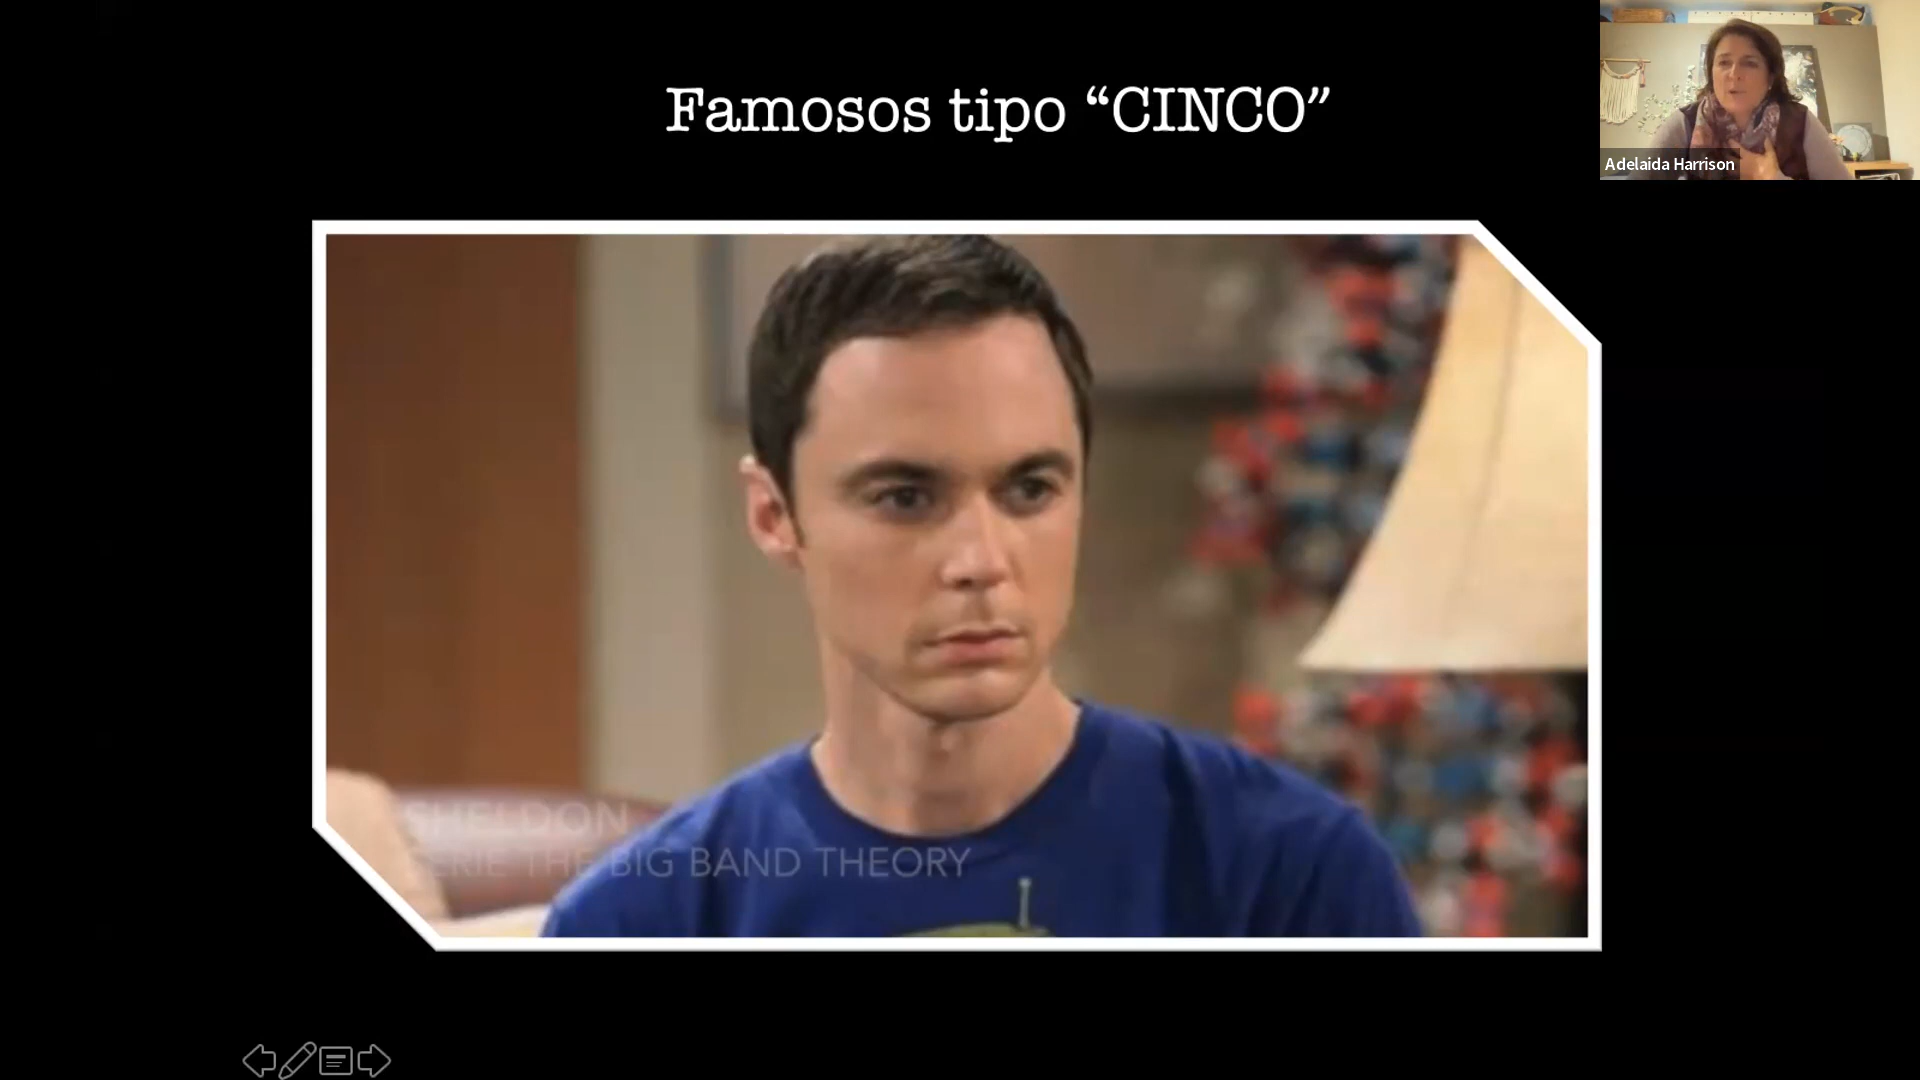 Famosos tipo “CINCO”
Adelaida Harrison
SHELDON
SERIE THE BIG BAND THEORY